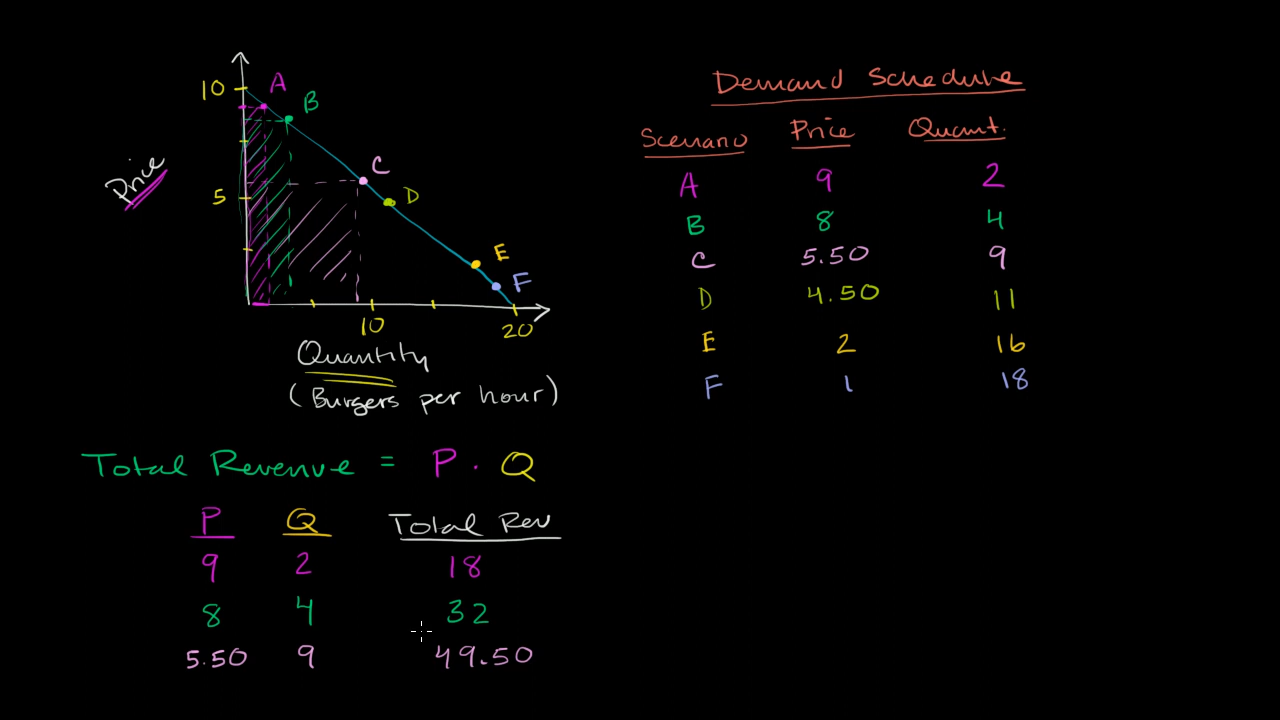 10
A
B
C
5
D
E
F
Price
10
20
Quantity
(Burgers per hour)
Total Revenue = P · Q
P Q Total Rev
9 2 18
8 4 32
5.50 9 49.50
Demand Schedule
Scenario Price Quant.
A 9 2
B 8 4
C 5.50 9
D 4.50 11
E 2 16
F 1 18